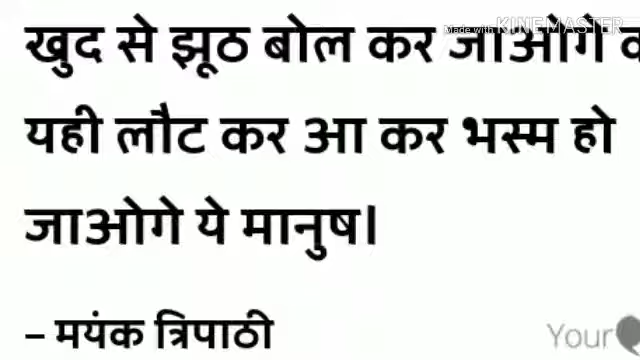 Made with KINEMASTER
खुद से झूठ बोल कर जाओगे
यही लौट कर आ कर भस्म हो
जाओगे ये मानुष।
– मयंक त्रिपाठी
Your